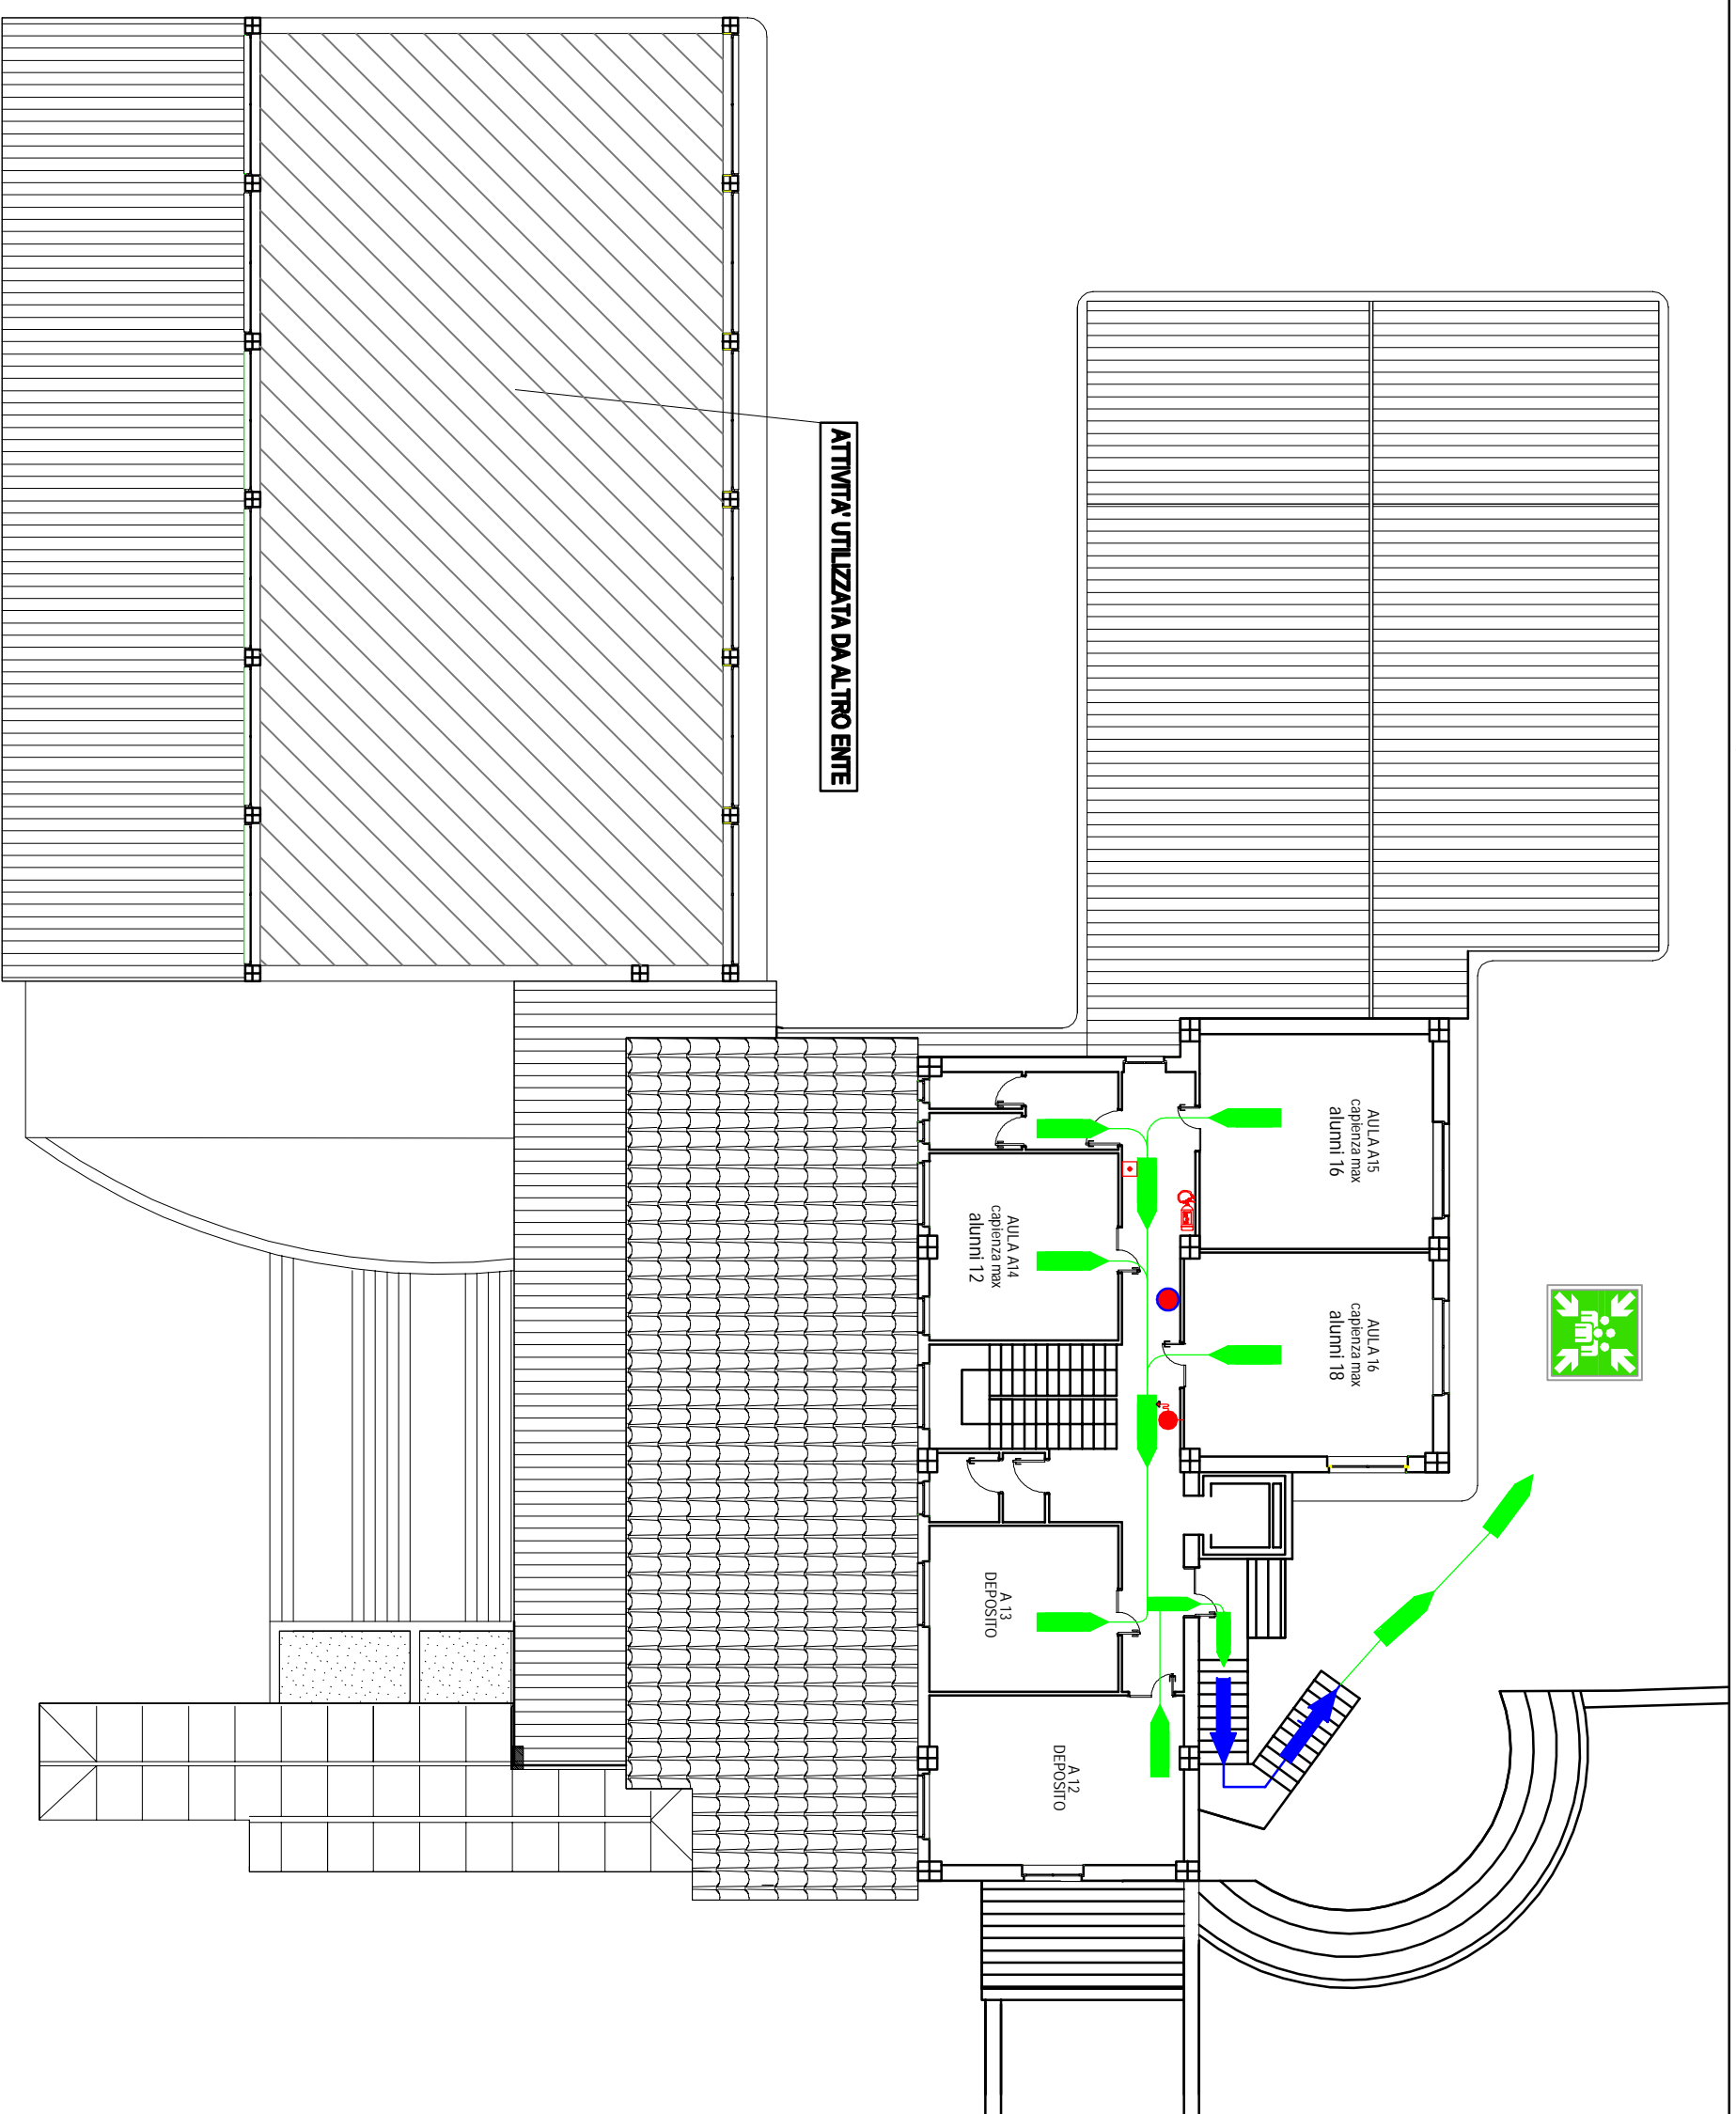 ATTIVITA' UTILIZZATA DA ALTRO ENTE
AULA A15
capienza max
alunni 16
AULA 16
capienza max
alunni 18
AULA A14
capienza max
alunni 12
A 13
DEPOSITO
A 12
DEPOSITO